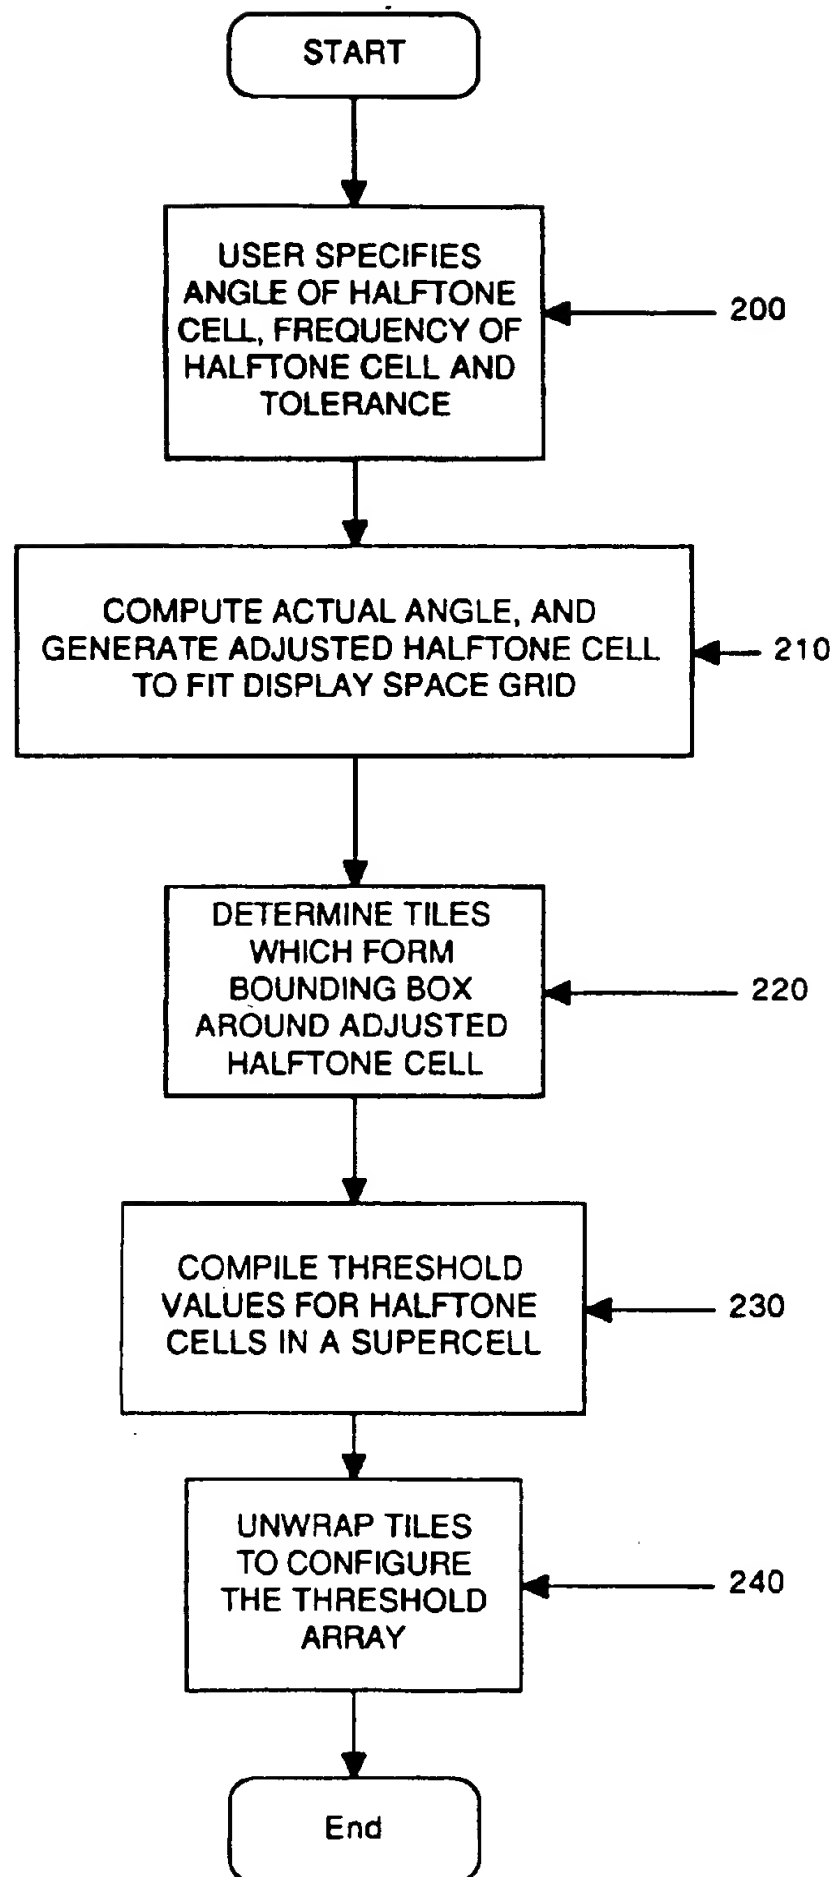 START
USER SPECIFIES
ANGLE OF HALFTONE
CELL, FREQUENCY OF
HALFTONE CELL AND
TOLERANCE
200
COMPUTE ACTUAL ANGLE, AND
GENERATE ADJUSTED HALFTONE CELL
TO FIT DISPLAY SPACE GRID
210
DETERMINE TILES
WHICH FORM
BOUNDING BOX
AROUND ADJUSTED
HALFTONE CELL
220
COMPILE THRESHOLD
VALUES FOR HALFTONE
CELLS IN A SUPERCELL
230
UNWRAP TILES
TO CONFIGURE
THE THRESHOLD
ARRAY
240
End